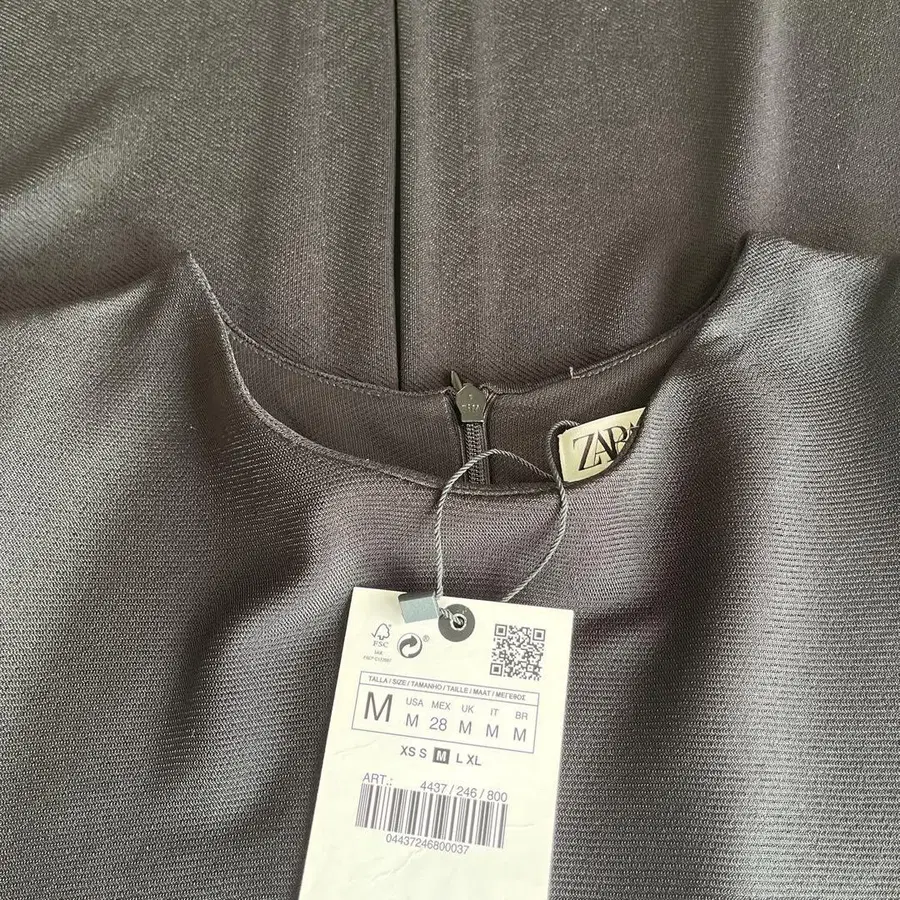 ZARA
FSC
TALLA / SIZE / TAMANHO / TAILLE / MAAT / ΜΕΓΕΘΟΣ
M
USA MEX UK IT BR
M 28 M M M
XS S M L XL
ART.: 4437 / 246 / 800
04437246800037